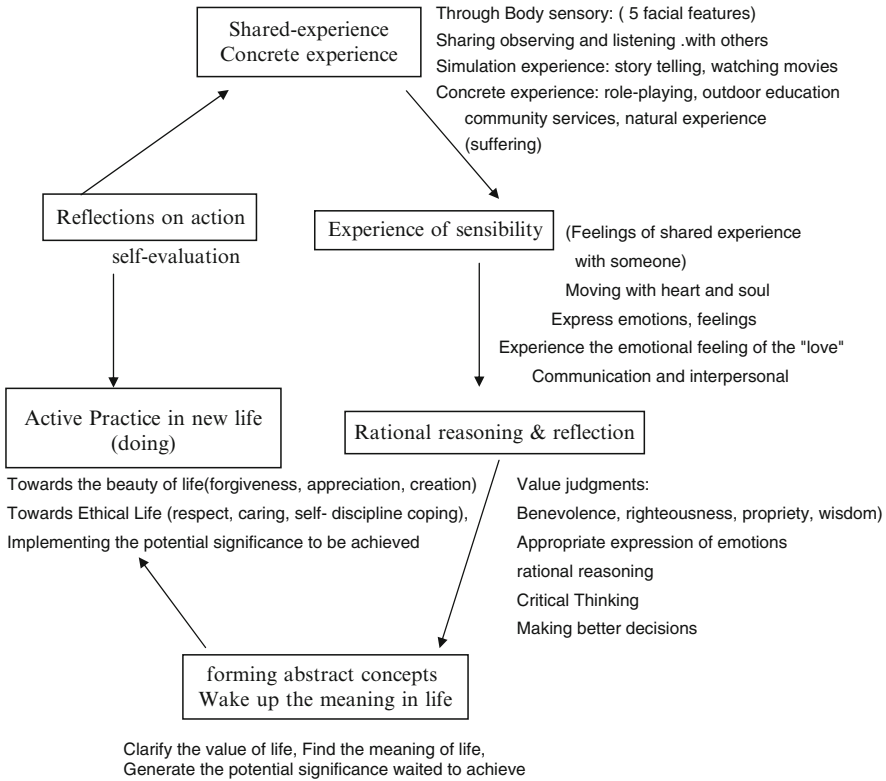 Shared-experience
Concrete experience
Through Body sensory: ( 5 facial features)
Sharing observing and listening .with others
Simulation experience: story telling, watching movies
Concrete experience: role-playing, outdoor education
community services, natural experience
(suffering)
Reflections on action
self-evaluation
Experience of sensibility
(Feelings of shared experience
with someone)
Moving with heart and soul
Express emotions, feelings
Experience the emotional feeling of the "love"
Communication and interpersonal
Active Practice in new life
(doing)
Towards the beauty of life(forgiveness, appreciation, creation)
Towards Ethical Life (respect, caring, self- discipline coping),
Implementing the potential significance to be achieved
Rational reasoning & reflection
Value judgments:
Benevolence, righteousness, propriety, wisdom)
Appropriate expression of emotions
rational reasoning
Critical Thinking
Making better decisions
forming abstract concepts
Wake up the meaning in life
Clarify the value of life, Find the meaning of life,
Generate the potential significance waited to achieve